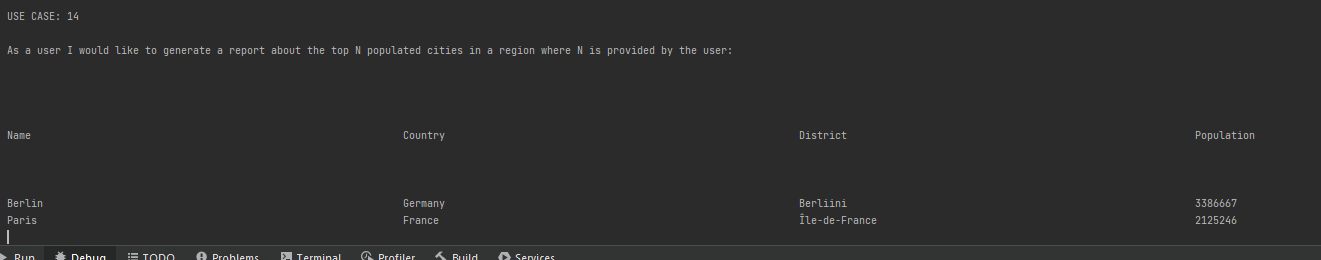 USE CASE: 14
As a user I would like to generate a report about the top N populated cities in a region where N is provided by the user:
Name Country District Population
Berlin Germany Berliini 3386667
Paris France Île-de-France 2125246
Run Debug TODO Problems Terminal Profiler Build Services